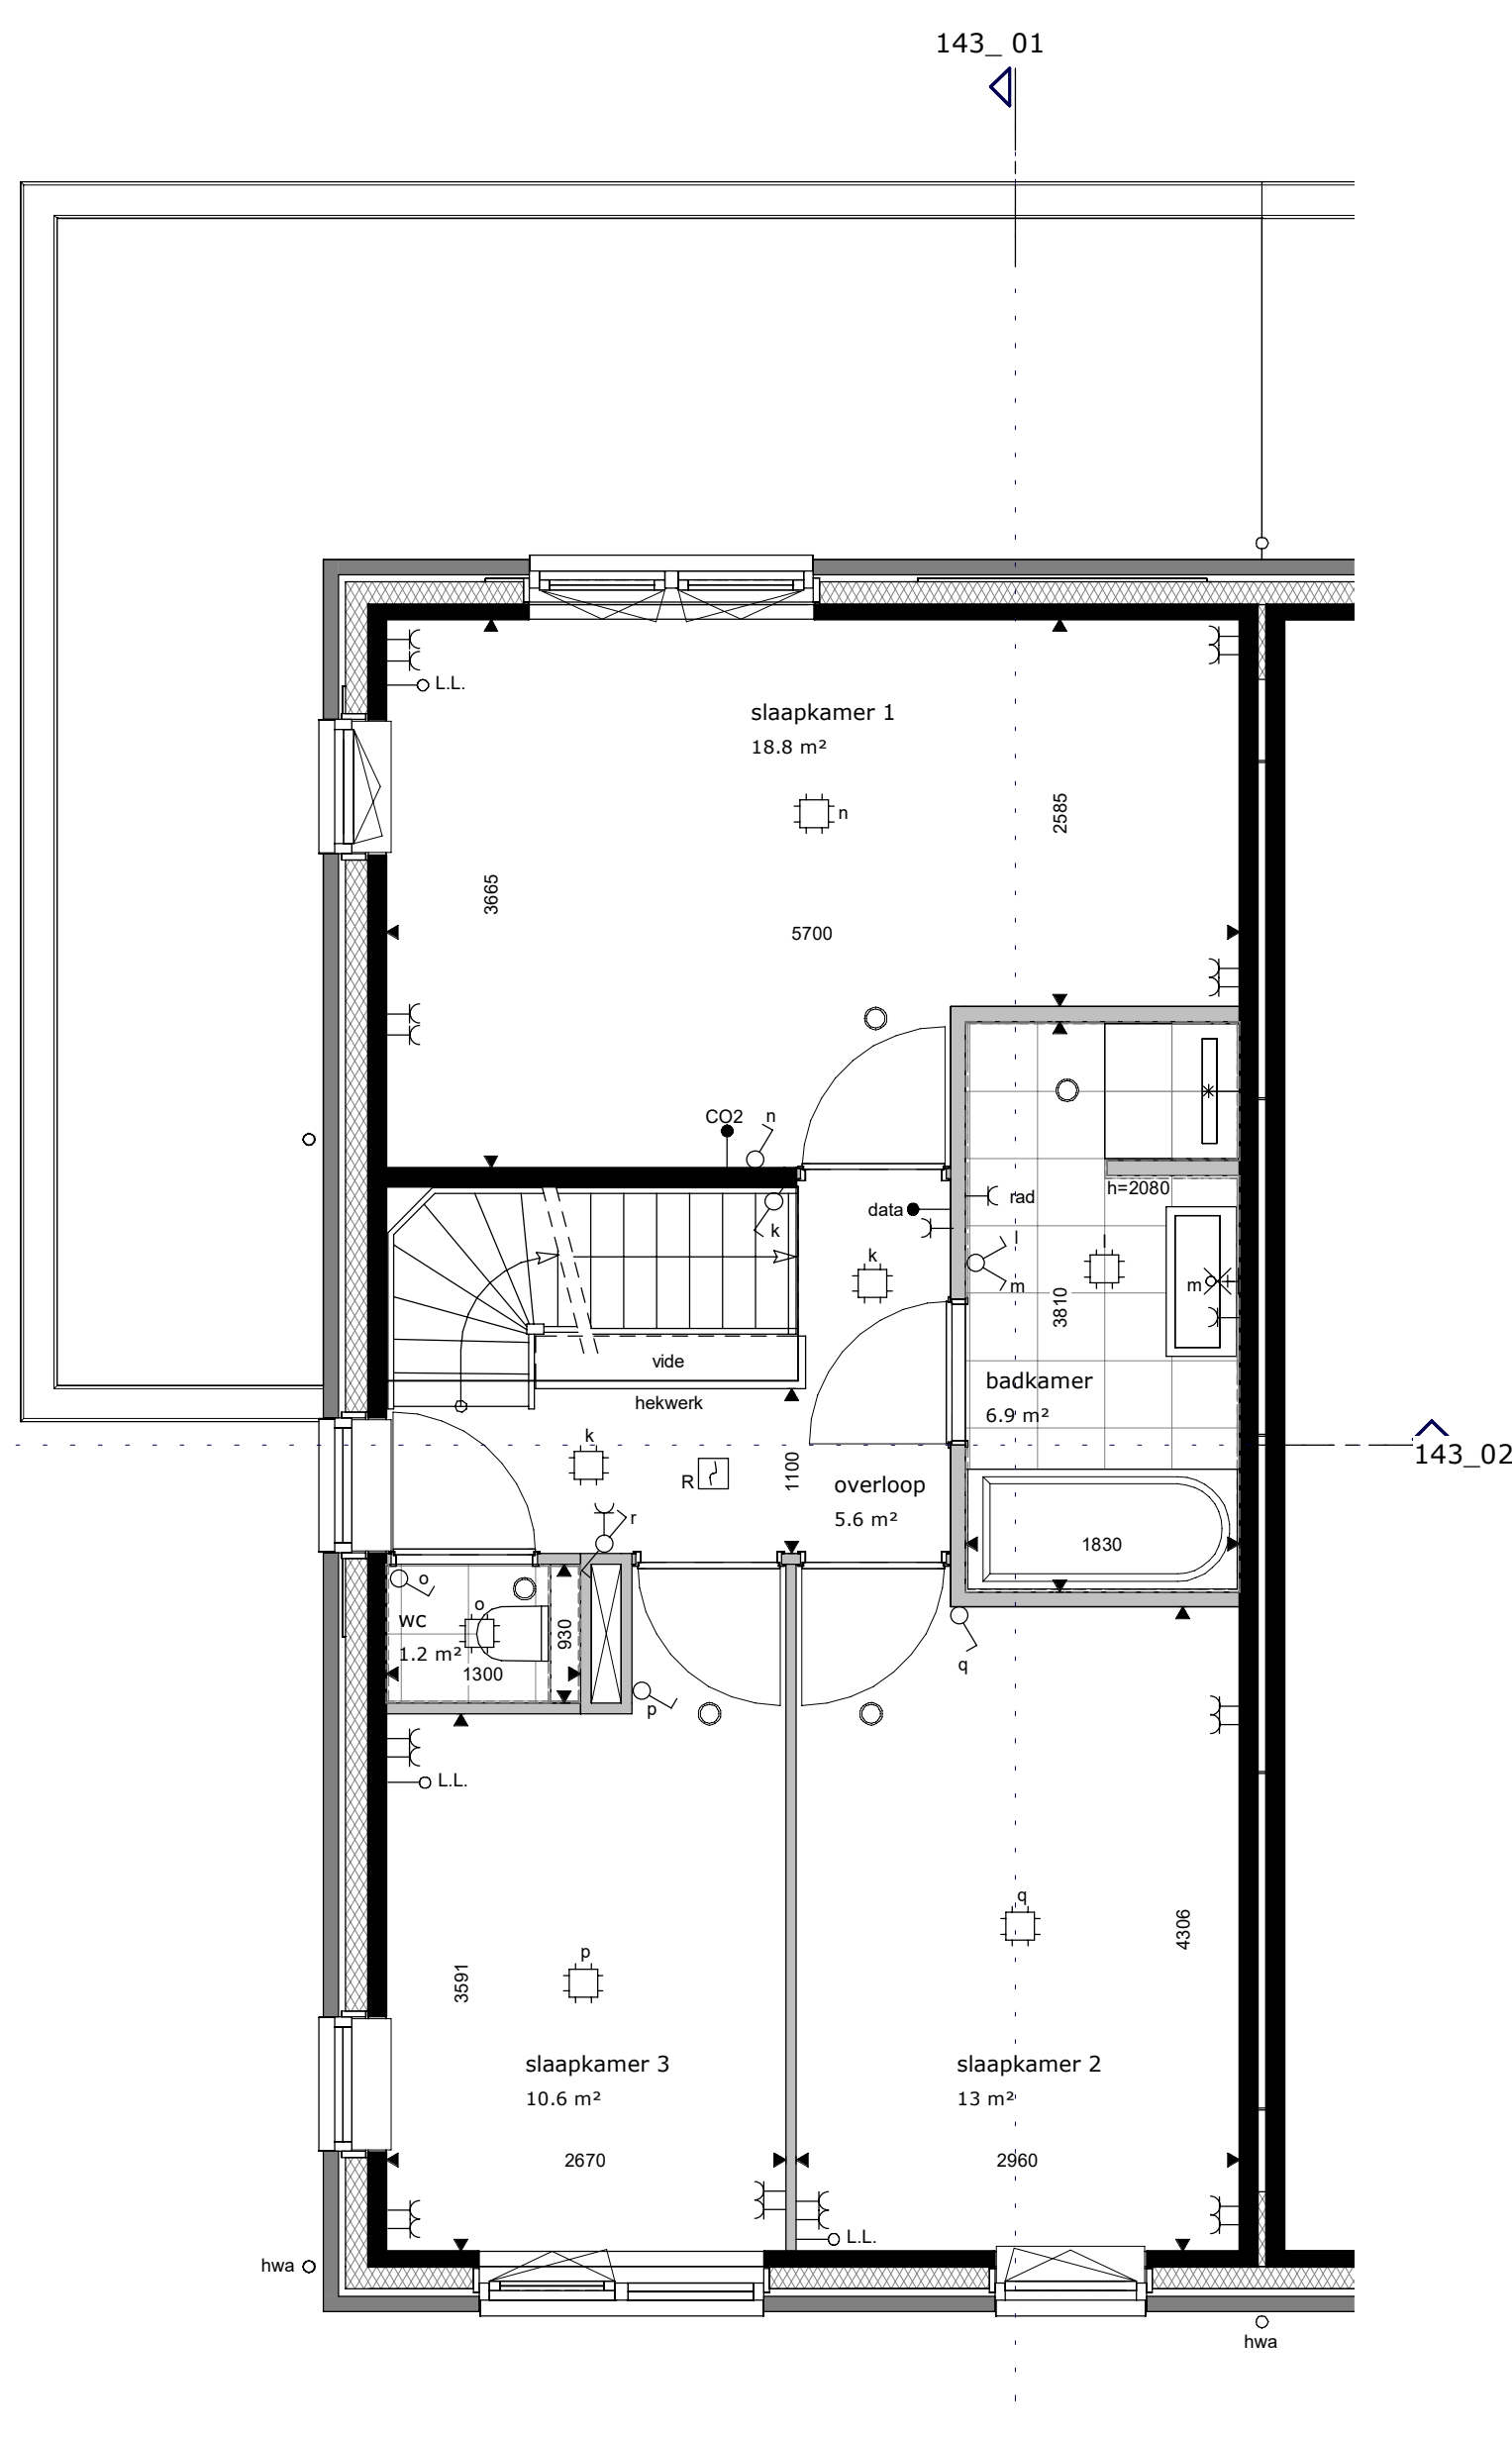 143_ 01
L.L.
slaapkamer 1
18.8 m²
n
2585
3665
5700
CO2
n
h=2080
rad
data
k
k
m
m
3810
vide
badkamer
hekwerk
6.9 m²
k
143_02
R
1100
overloop
5.6 m²
r
1830
o
o
wc
930
1.2 m²
1300
q
p
L.L.
q
4306
p
3591
slaapkamer 3
slaapkamer 2
10.6 m²
13 m²
2670
2960
L.L.
hwa
hwa